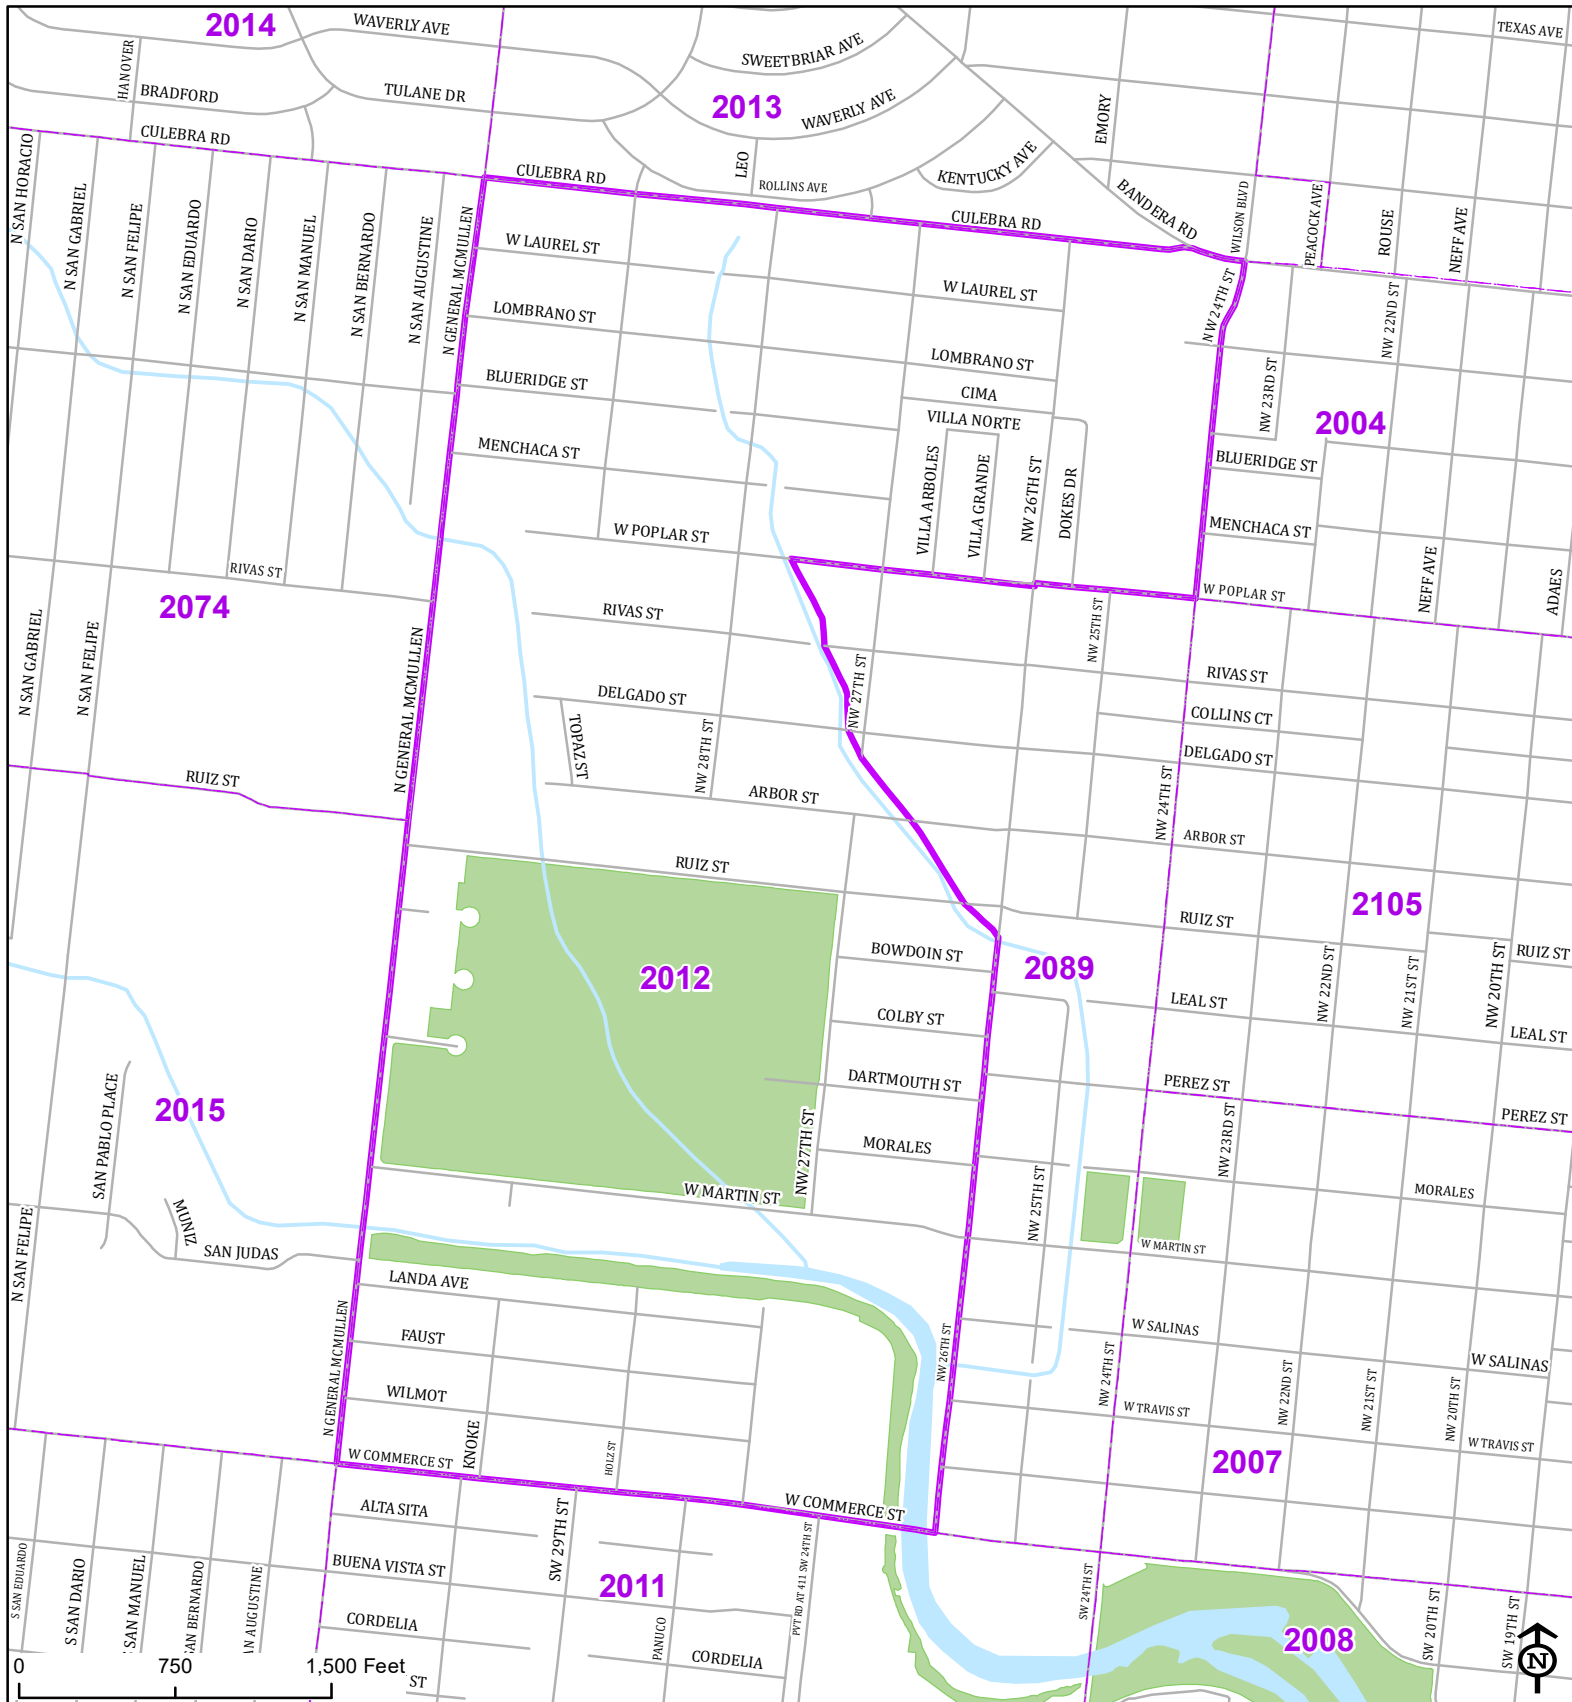 2014
WAVERLY AVE
SWEETBRIAR AVE
TEXAS AVE
HANOVER
BRADFORD
TULANE DR
2013
WAVERLY AVE
EMORY
CULEBRA RD
N SAN HORACIO
N SAN GABRIEL
N SAN FELIPE
N SAN EDUARDO
N SAN DARIO
N SAN MANUEL
N SAN BERNARDO
N SAN AUGUSTINE
N GENERAL MCMULLEN
CULEBRA RD
LEO
ROLLINS AVE
KENTUCKY AVE
BANDERA RD
WILSON BLVD
PEACOCK AVE
ROUSE
NEFF AVE
CULEBRA RD
W LAUREL ST
W LAUREL ST
NW 24TH ST
NW 22ND ST
LOMBRANO ST
LOMBRANO ST
BLUERIDGE ST
CIMA
NW 23RD ST
VILLA NORTE
2004
MENCHACA ST
VILLA ARBOLES
VILLA GRANDE
NW 26TH ST
DOKES DR
BLUERIDGE ST
MENCHACA ST
W POPLAR ST
RIVAS ST
2074
W POPLAR ST
NEFF AVE
ADAES
RIVAS ST
NW 25TH ST
N SAN GABRIEL
N SAN FELIPE
N GENERAL MCMULLEN
RIVAS ST
DELGADO ST
NW 27TH ST
COLLINS CT
TOPAZ ST
NW 28TH ST
DELGADO ST
RUIZ ST
ARBOR ST
NW 24TH ST
ARBOR ST
RUIZ ST
2105
RUIZ ST
BOWDOIN ST
2089
2012
NW 22ND ST
NW 21ST ST
NW 20TH ST
RUIZ ST
LEAL ST
COLBY ST
LEAL ST
DARTMOUTH ST
PEREZ ST
2015
SAN PABLO PLACE
PEREZ ST
NW 27TH ST
MORALES
NW 23RD ST
W MARTIN ST
NW 25TH ST
MORALES
N SAN FELIPE
MUNIZ
SAN JUDAS
W MARTIN ST
LANDA AVE
N GENERAL MCMULLEN
FAUST
NW 26TH ST
W SALINAS
W SALINAS
WILMOT
NW 24TH ST
NW 22ND ST
NW 21ST ST
NW 20TH ST
W TRAVIS ST
W TRAVIS ST
KNOKE
HOLZ ST
W COMMERCE ST
2007
W COMMERCE ST
ALTA SITA
SW 29TH ST
PVT RD AT 411 SW 24TH ST
BUENA VISTA ST
2011
SW 24TH ST
S SAN EDUARDO
S SAN DARIO
SAN MANUEL
SAN BERNARDO
AN AUGUSTINE
CORDELIA
PANUCO
CORDELIA
2008
SW 20TH ST
SW 19TH ST
0 750 1,500 Feet
ST
N